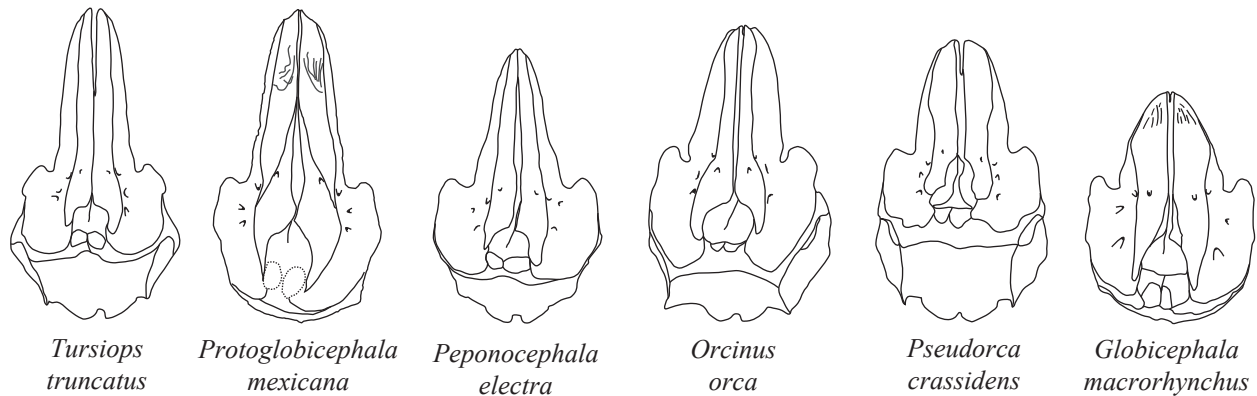 Tursiops
truncatus
Protoglobicephala
mexicana
Peponocephala
electra
Orcinus
orca
Pseudorca
crassidens
Globicephala
macrorhynchus